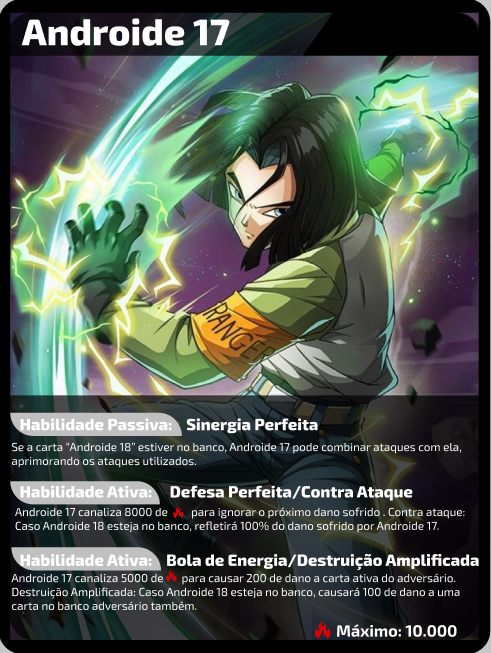 Androide 17
RANGER
Habilidade Passiva: Sinergia Perfeita
Se a carta “Androide 18” estiver no banco, Androide 17 pode combinar ataques com ela,
aprimorando os ataques utilizados.
Habilidade Ativa: Defesa Perfeita/Contra Ataque
Androide 17 canaliza 8000 de para ignorar o próximo dano sofrido . Contra ataque:
Caso Androide 18 esteja no banco, refletirá 100% do dano sofrido por Androide 17.
Habilidade Ativa: Bola de Energia/Destruição Amplificada
Androide 17 canaliza 5000 de para causar 200 de dano a carta ativa do adversário.
Destruição Amplificada: Caso Androide 18 esteja no banco, causará 100 de dano a uma
carta no banco adversário também.
Máximo: 10.000